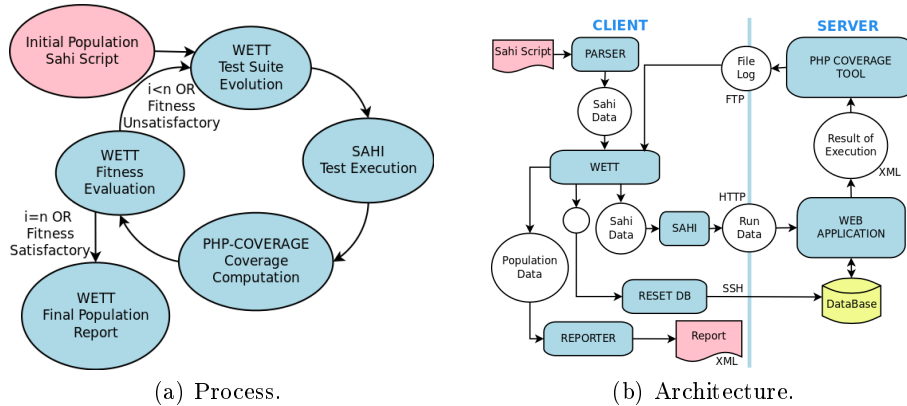 Initial Population
Sahi Script
WETT
Test Suite
Evolution
i<n OR
Fitness
Unsatisfactory
SAHI
Test Execution
WETT
Fitness
Evaluation
i=n OR
Fitness
Satisfactory
PHP-COVERAGE
Coverage
Computation
WETT
Final Population
Report
(a) Process.
CLIENT
SERVER
Sahi Script
PARSER
File
Log
FTP
PHP COVERAGE
TOOL
Sahi
Data
Result of
Execution
XML
WETT
HTTP
Sahi
Data
SAHI
Run
Data
WEB
APPLICATION
Population
Data
RESET DB
SSH
DataBase
REPORTER
Report
XML
(b) Architecture.